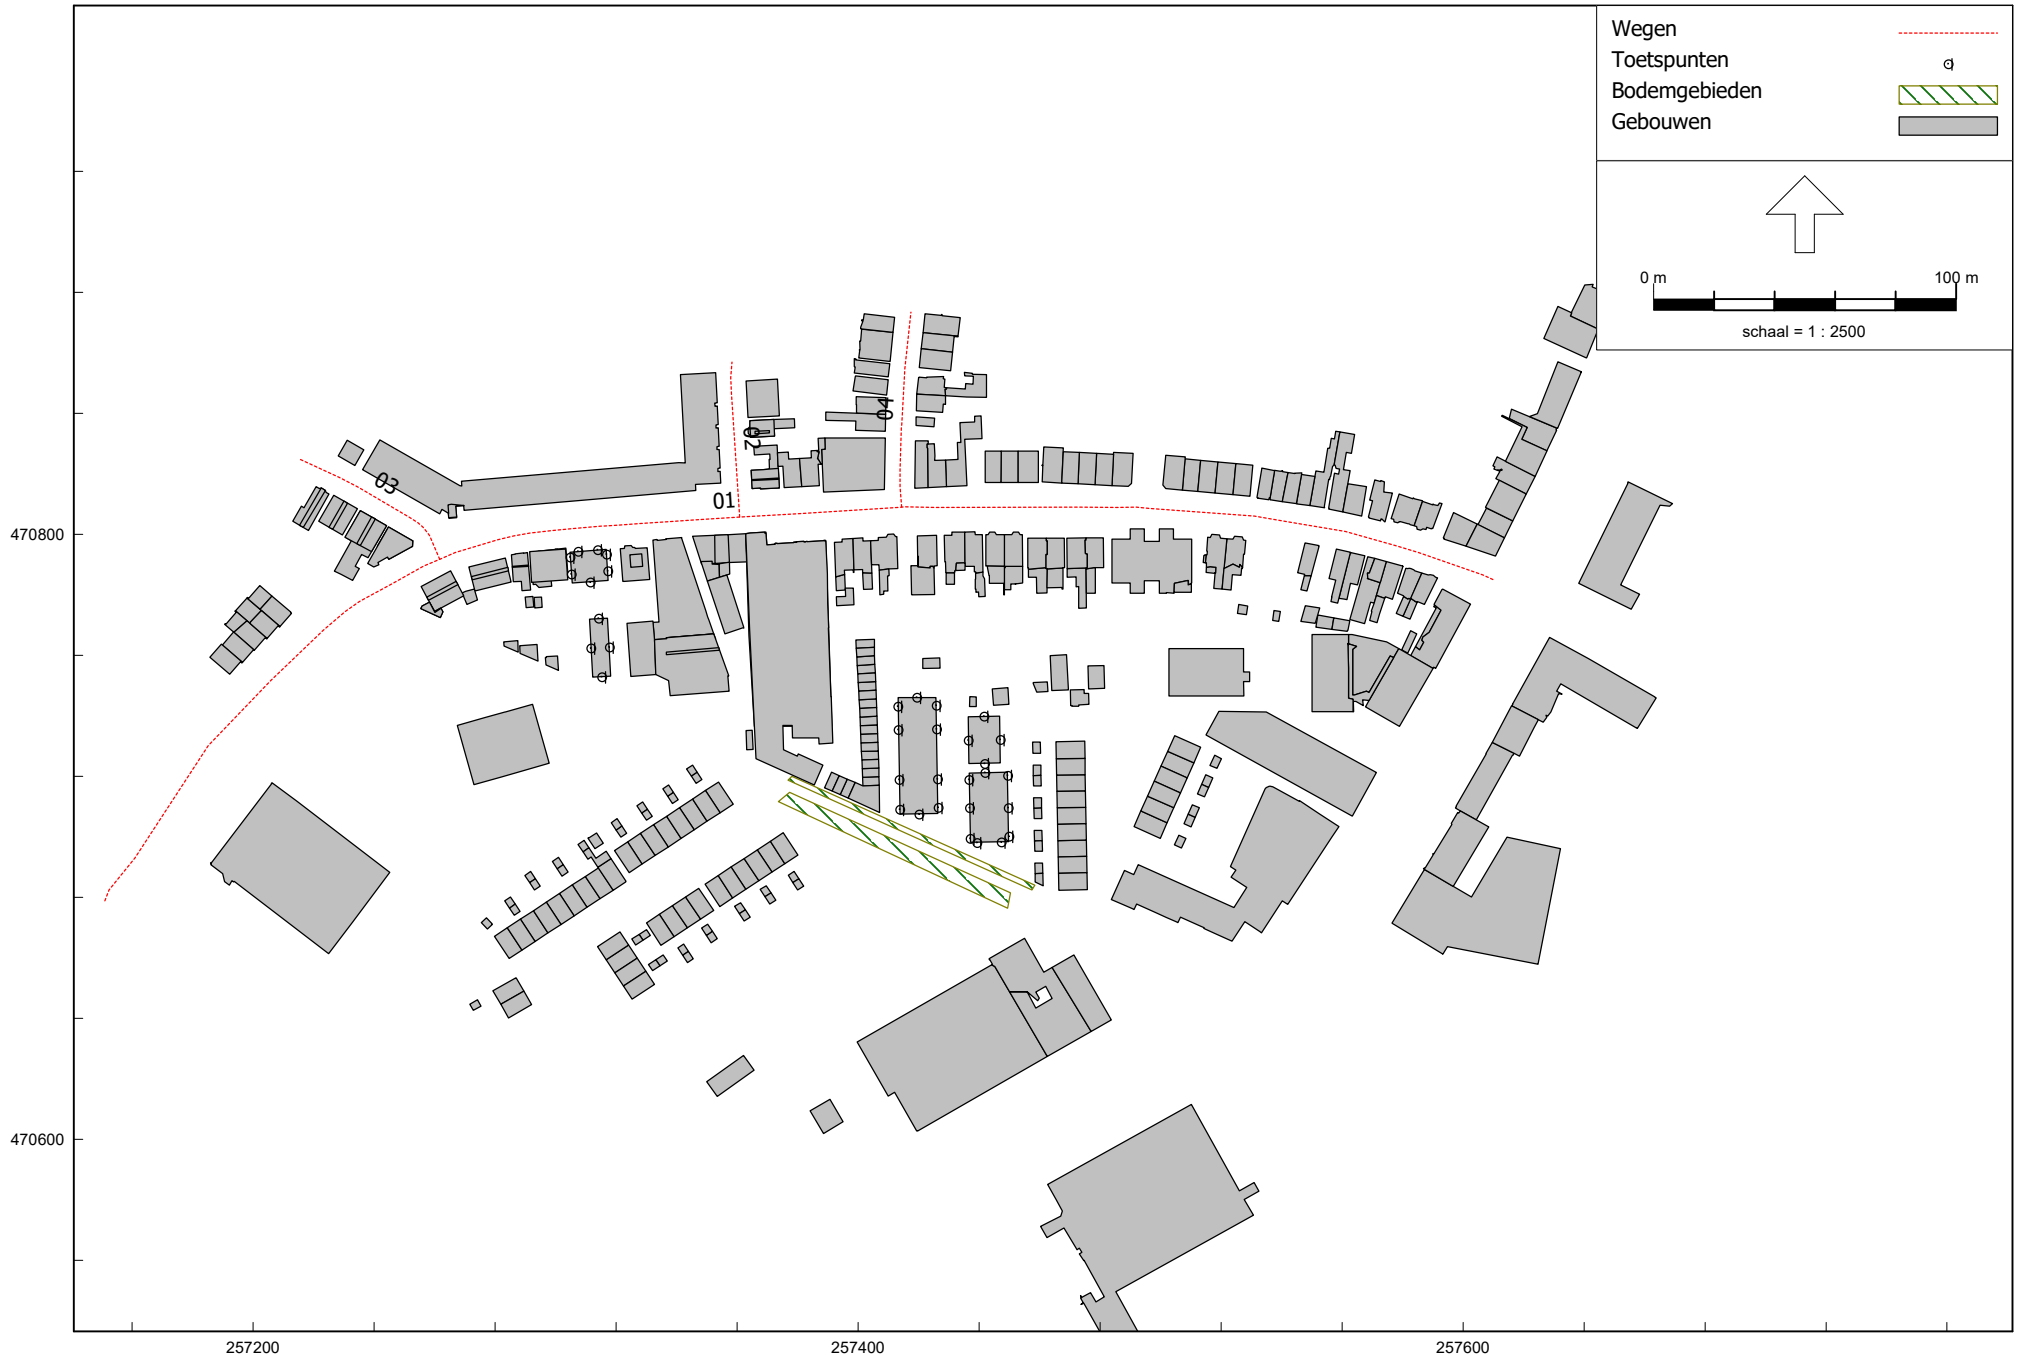 Wegen
Toetspunten
Bodemgebieden
Gebouwen
0 m 100 m
schaal = 1 : 2500
04
02
03
01
470800
470600
257200 257400 257600